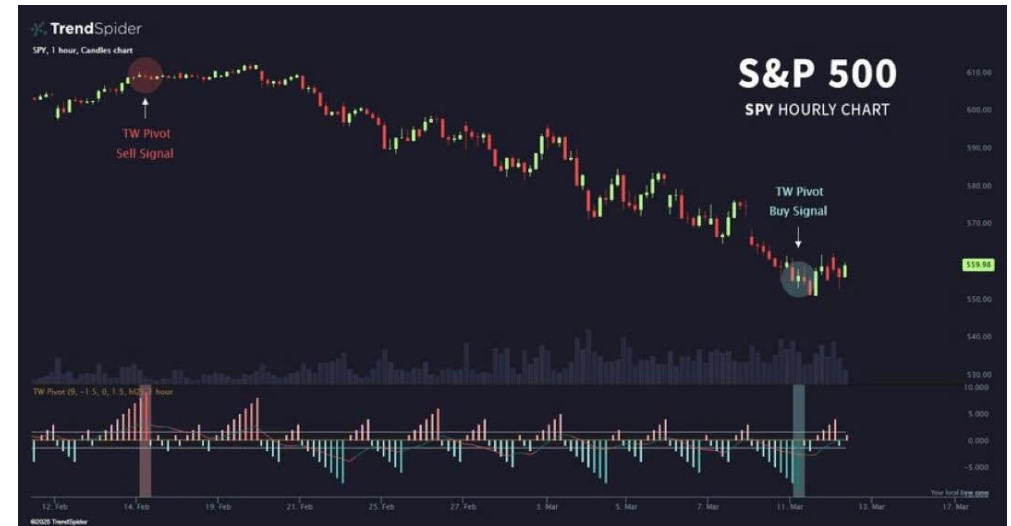 TrendSpider
SPY, 1 hour, Candles chart
S&P 500
SPY HOURLY CHART
TW Pivot
Sell Signal
TW Pivot
Buy Signal
610.00
600.00
590.00
580.00
570.00
559.98
550.00
540.00
530.00
TW Pivot (9, -1.5, 0, 1.5, hl2), 1 hour
10.000
5.000
0.000
-5.000
Your local time zone
12. Feb
14. Feb
19. Feb
21. Feb
25. Feb
27. Feb
3. Mar
5. Mar
7. Mar
11. Mar
13. Mar
17. Mar
©2025 TrendSpider